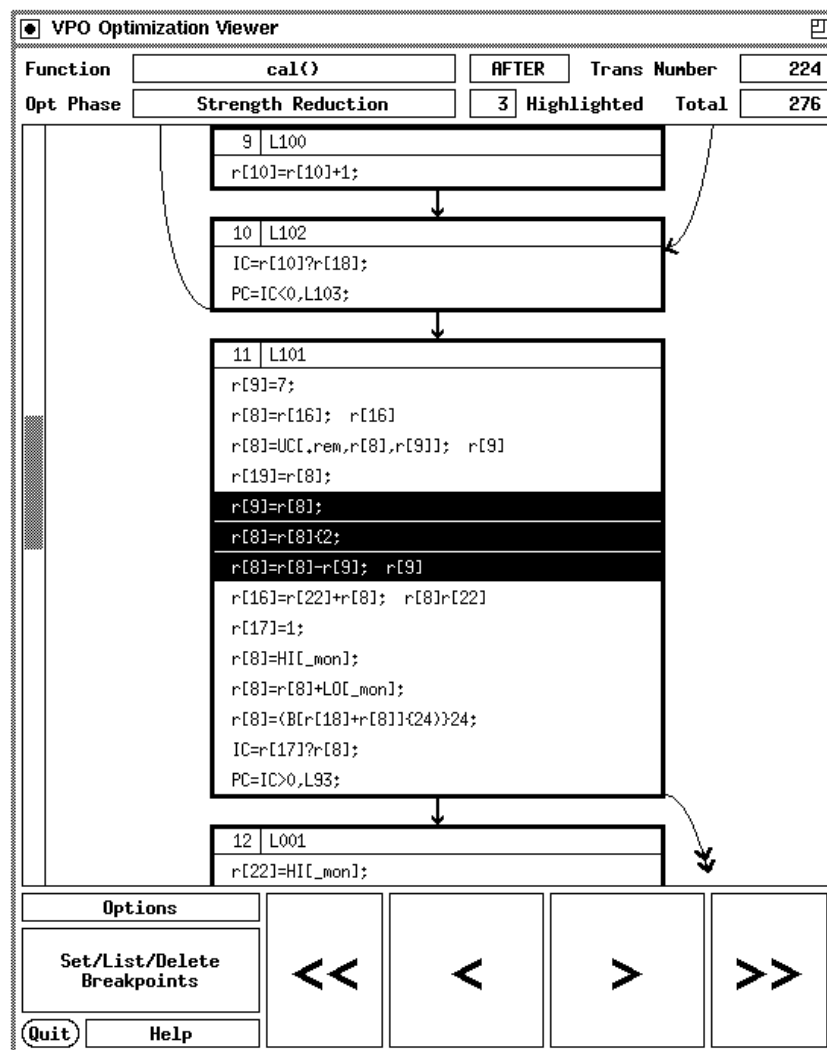 VPO Optimization Viewer
Function cal() AFTER Trans Number 224
Opt Phase Strength Reduction 3 Highlighted Total 276
9 L100
r[10]=r[10]+1;
10 L102
IC=r[10]?r[18];
PC=IC<0,L103;
11 L101
r[9]=7;
r[8]=r[16]; r[16]
r[8]=UC[.rem,r[8],r[9]]; r[9]
r[19]=r[8];
r[9]=r[8];
r[8]=r[8]{2;
r[8]=r[8]-r[9]; r[9]
r[16]=r[22]+r[8]; r[8]r[22]
r[17]=1;
r[8]=HI[_mon];
r[8]=r[8]+LO[_mon];
r[8]=(B[r[18]+r[8]]{24)}24;
IC=r[17]?r[8];
PC=IC>0,L93;
12 L001
r[22]=HI[_mon];
Options
Set/List/Delete
Breakpoints
<< < > >>
Quit Help